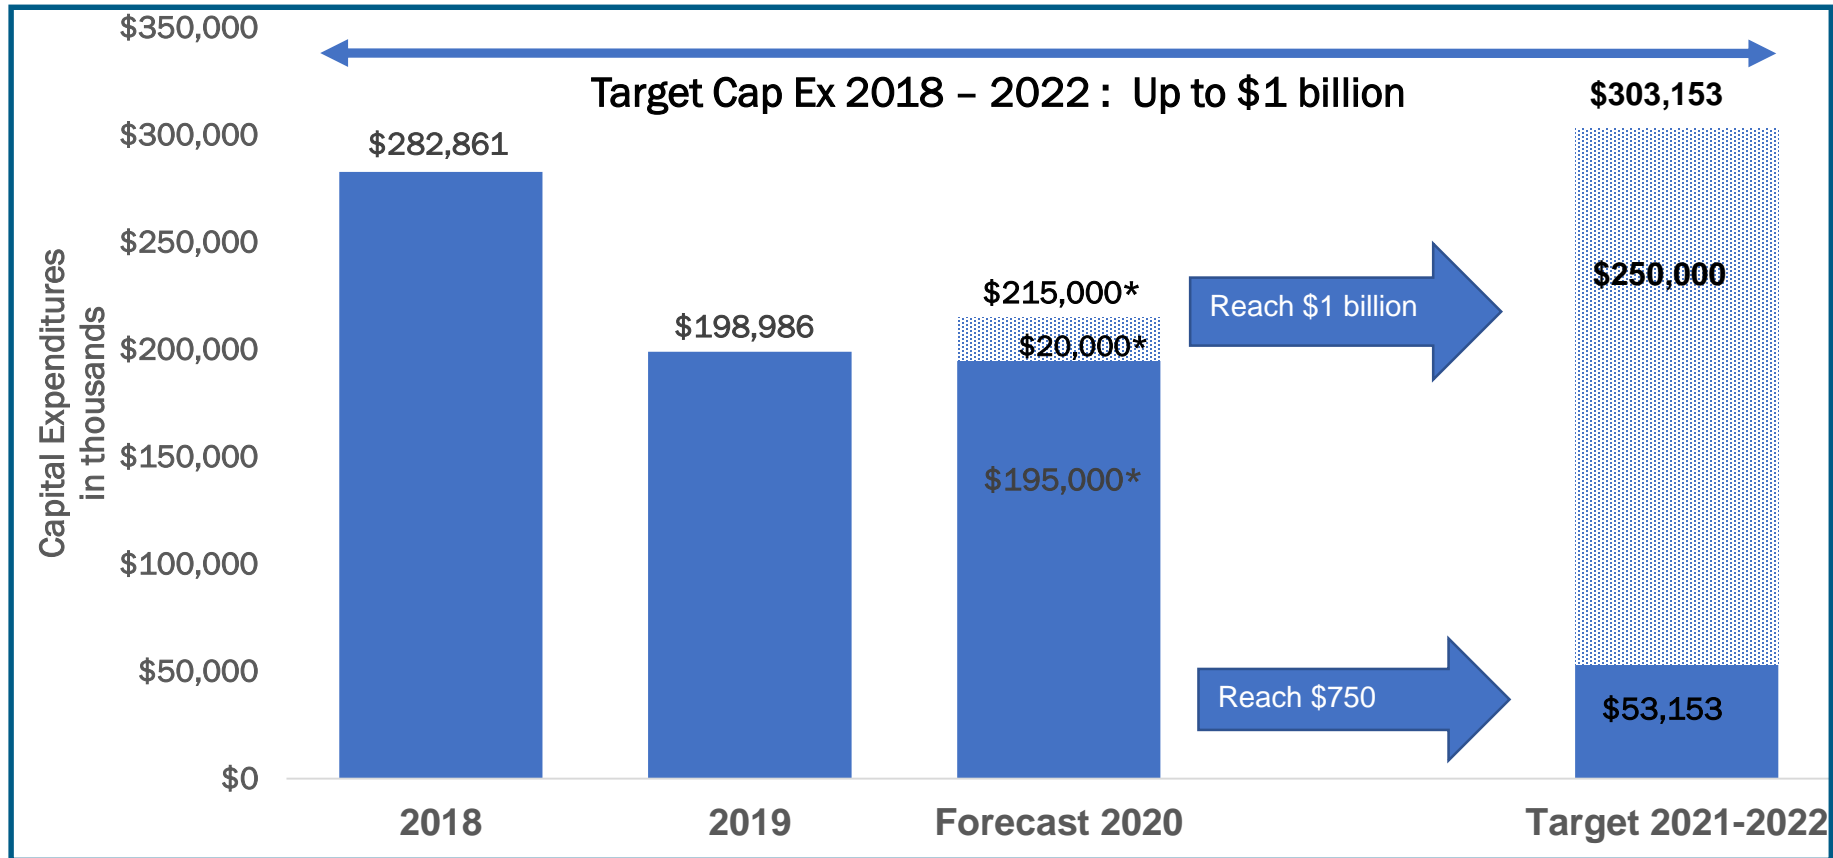 $350,000
Target Cap Ex 2018 – 2022 :  Up to $1 billion
$303,153
$300,000
$282,861
$250,000
$250,000
$215,000*
Reach $1 billion
$198,986
$20,000*
$200,000
Capital Expenditures
in thousands
$150,000
$195,000*
$100,000
$50,000
Reach $750
$53,153
$0
2018
2019
Forecast 2020
Target 2021-2022